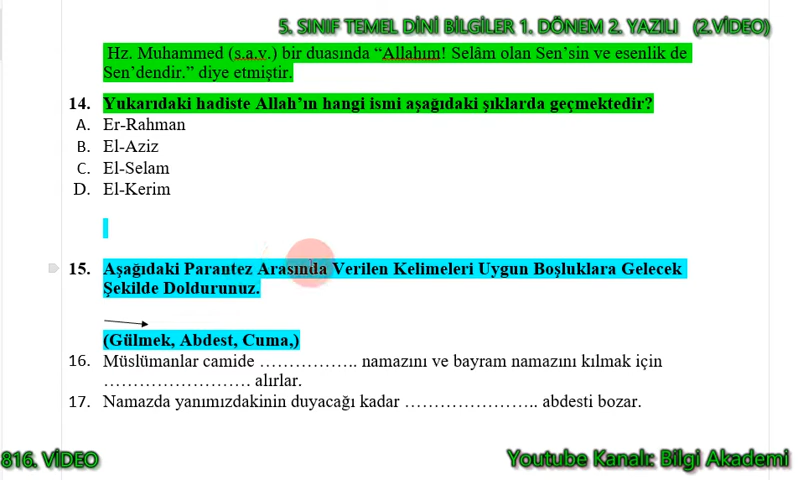 5. SINIF TEMEL DİNİ BİLGİLER 1. DÖNEM 2. YAZILI (2.VİDEO)
Hz. Muhammed (s.a.v.) bir duasında “Allahım! Selâm olan Sen’sin ve esenlik de
Sen’dendir.” diye etmiştir.
14. Yukarıdaki hadiste Allah’ın hangi ismi aşağıdaki şıklarda geçmektedir?
A. Er-Rahman
B. El-Aziz
C. El-Selam
D. El-Kerim
15. Aşağıdaki Parantez Arasında Verilen Kelimeleri Uygun Boşluklara Gelecek
Şekilde Doldurunuz.
(Gülmek, Abdest, Cuma,)
16. Müslümanlar camide …………….. namazını ve bayram namazını kılmak için
……………………. alırlar.
17. Namazda yanımızdakinin duyacağı kadar ………………….. abdesti bozar.
816. VİDEO
Youtube Kanalı: Bilgi Akademi